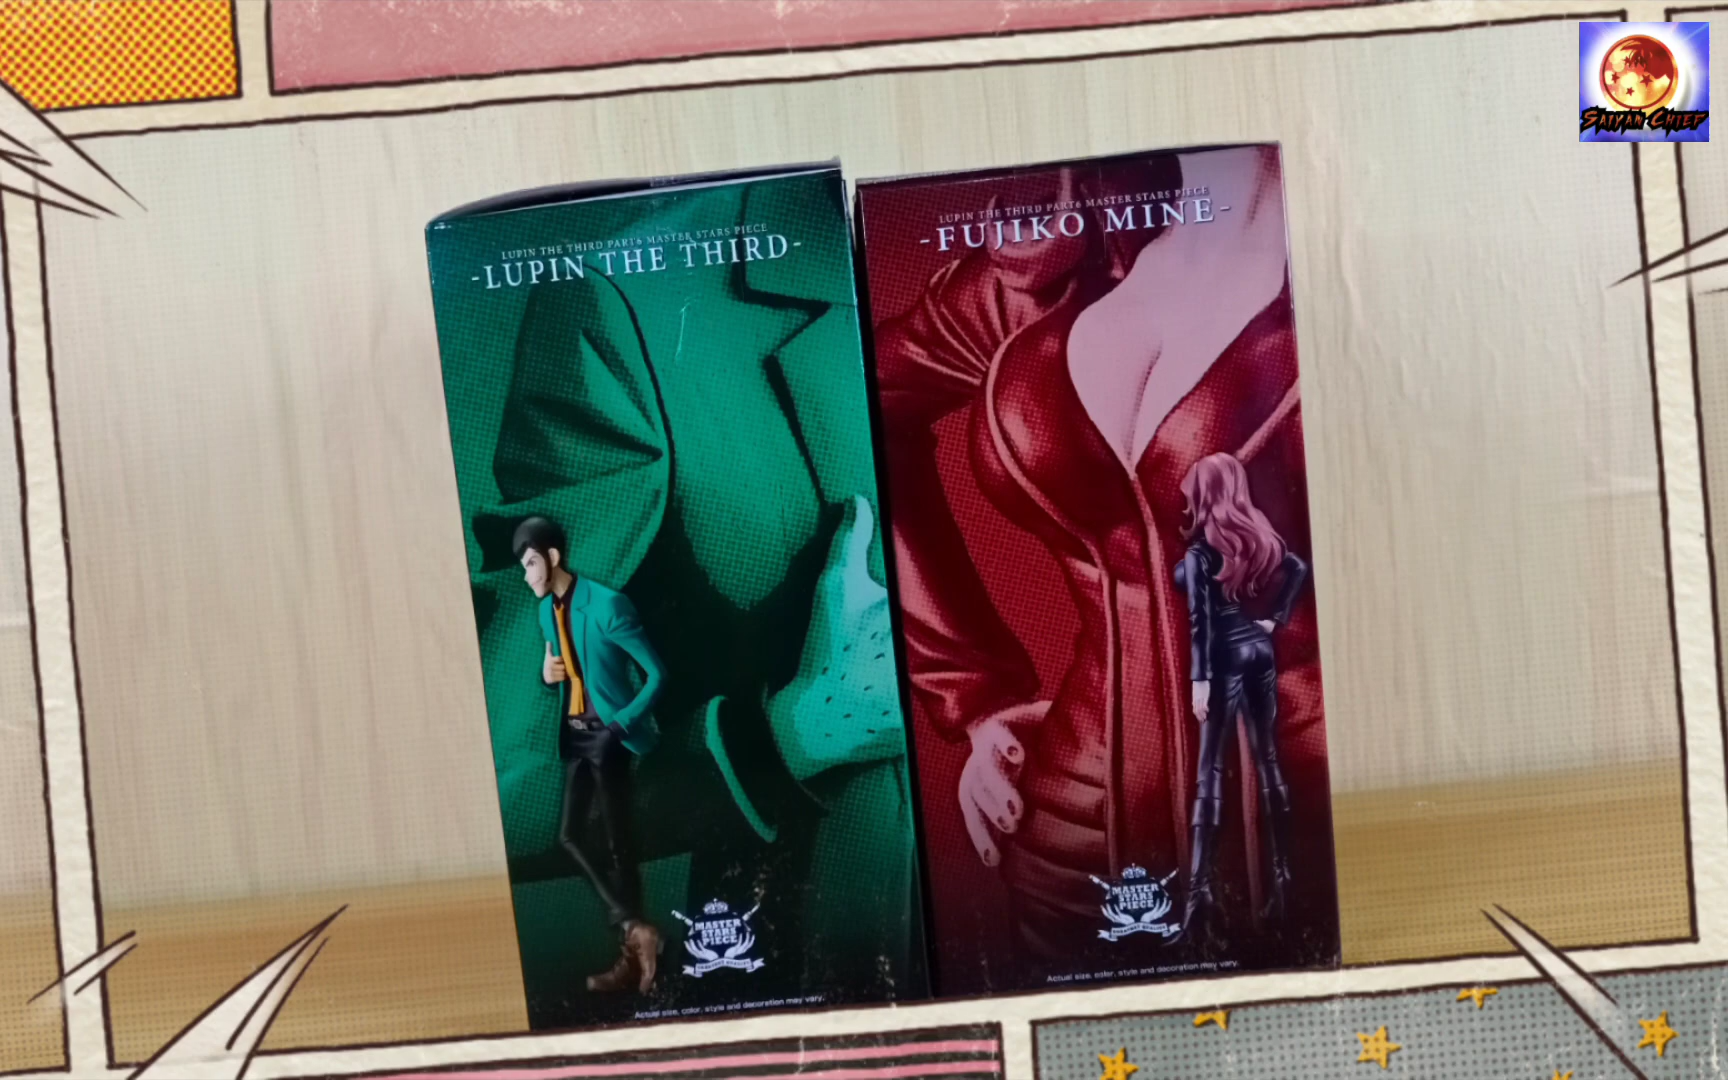 SAIYAN CHIEF
LUPIN THE THIRD PART6 MASTER STARS PIECE
-LUPIN THE THIRD-
LUPIN THE THIRD PART6 MASTER STARS PIECE
-FUJIKO MINE-
MASTER
STARS
PIECE
Actual size, color, style and decoration may vary.
MASTER
STARS
PIECE
Actual size, color, style and decoration may vary.